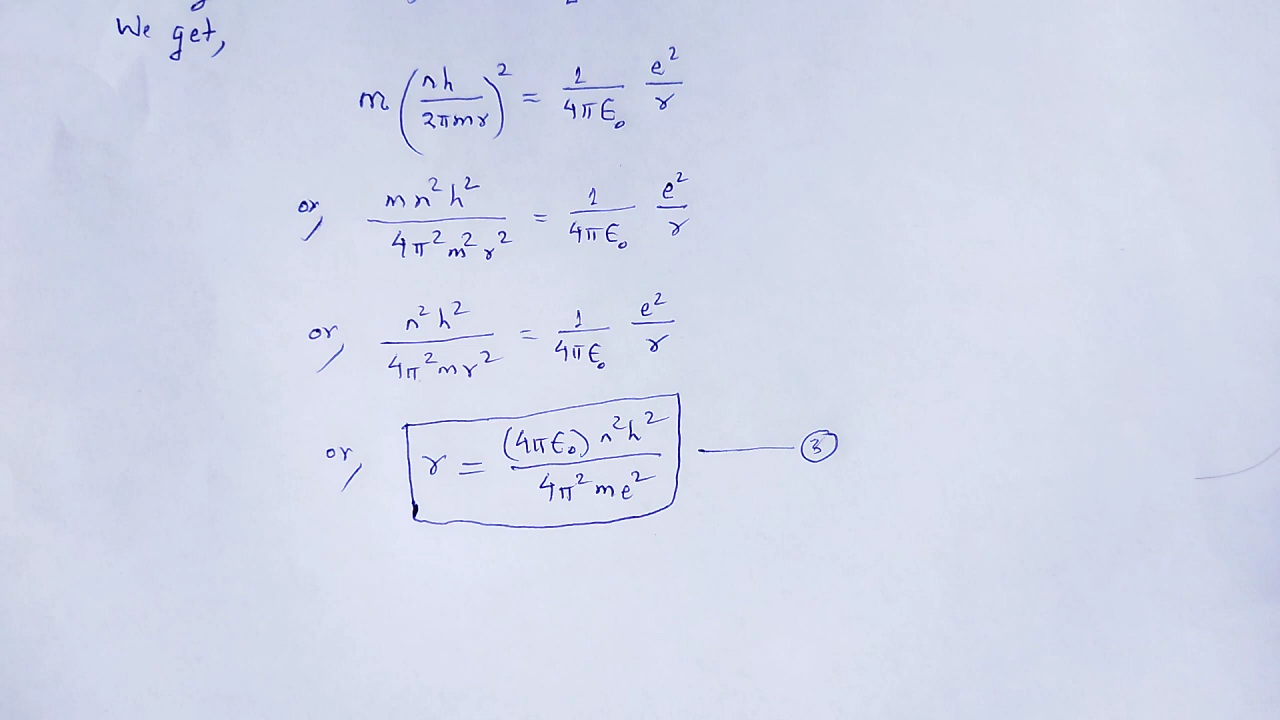 We get,
m (nh / 2πmr)² = 1/4πϵ₀ e²/r
or, mn²h² / 4π²m²r² = 1/4πϵ₀ e²/r
or, n²h² / 4π²mr² = 1/4πϵ₀ e²/r
or, r = (4πϵ₀) n²h² / 4π²me² —— ③